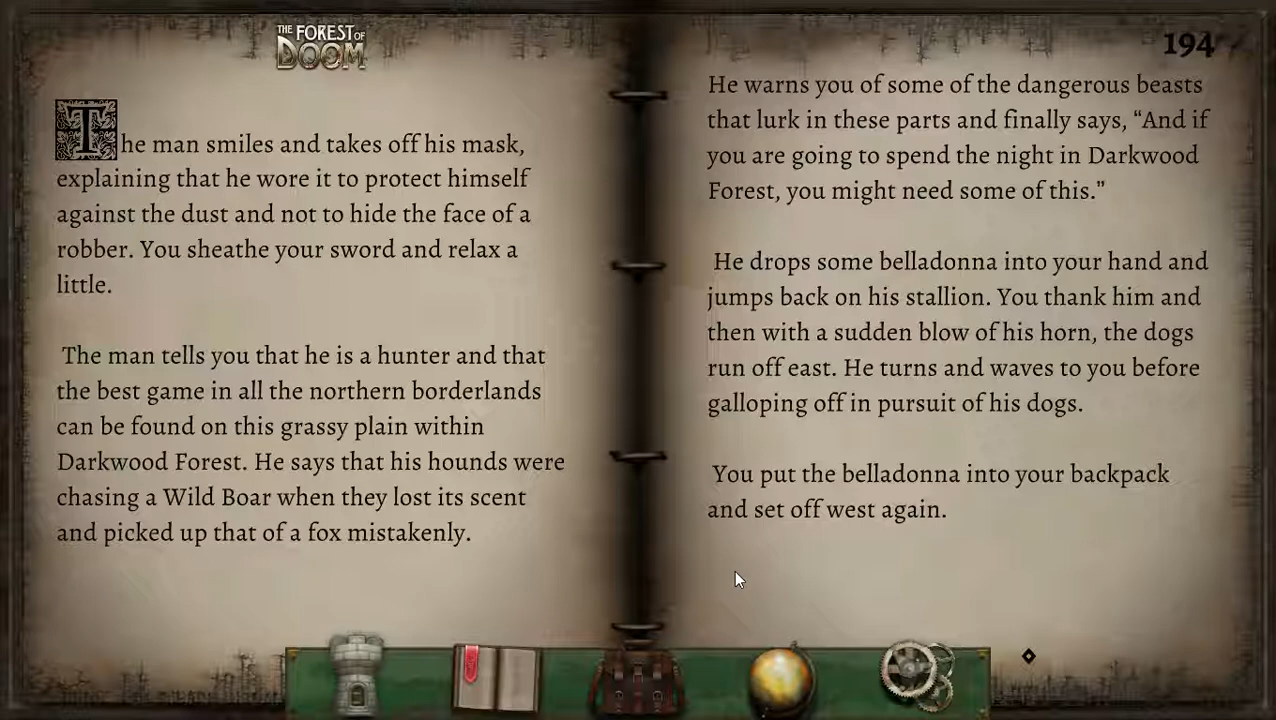 THE FOREST OF
DOOM
194
The man smiles and takes off his mask,
explaining that he wore it to protect himself
against the dust and not to hide the face of a
robber. You sheathe your sword and relax a
little.
The man tells you that he is a hunter and that
the best game in all the northern borderlands
can be found on this grassy plain within
Darkwood Forest. He says that his hounds were
chasing a Wild Boar when they lost its scent
and picked up that of a fox mistakenly.
He warns you of some of the dangerous beasts
that lurk in these parts and finally says, “And if
you are going to spend the night in Darkwood
Forest, you might need some of this.”
He drops some belladonna into your hand and
jumps back on his stallion. You thank him and
then with a sudden blow of his horn, the dogs
run off east. He turns and waves to you before
galloping off in pursuit of his dogs.
You put the belladonna into your backpack
and set off west again.